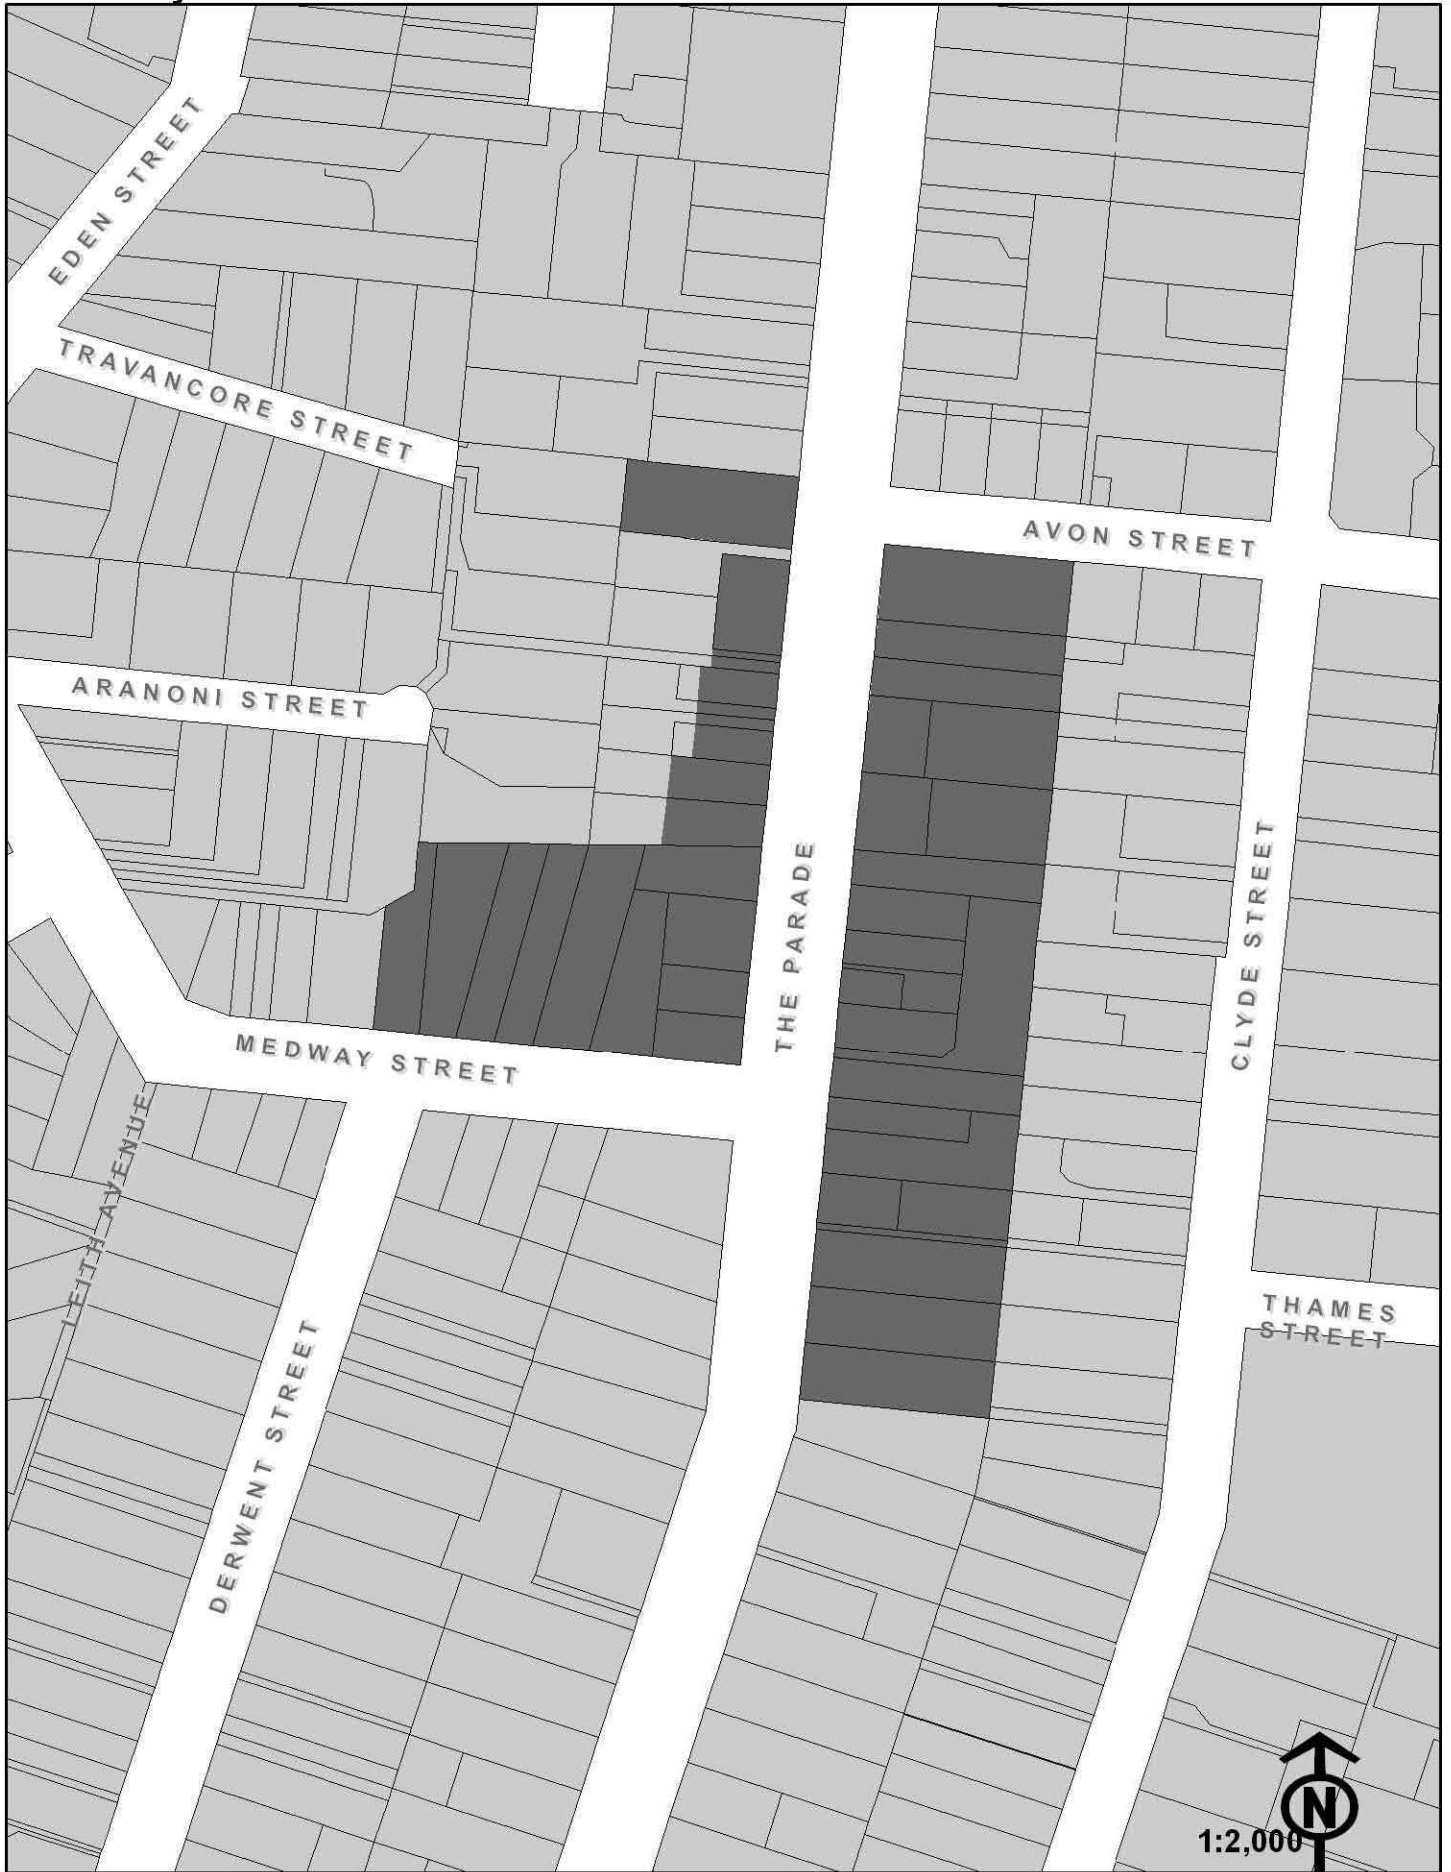 EDEN STREET
TRAVANCORE STREET
AVON STREET
ARANONI STREET
THE PARADE
CLYDE STREET
MEDWAY STREET
LEITH AVENUE
THAMES
STREET
DERWENT STREET
N
1:2,000